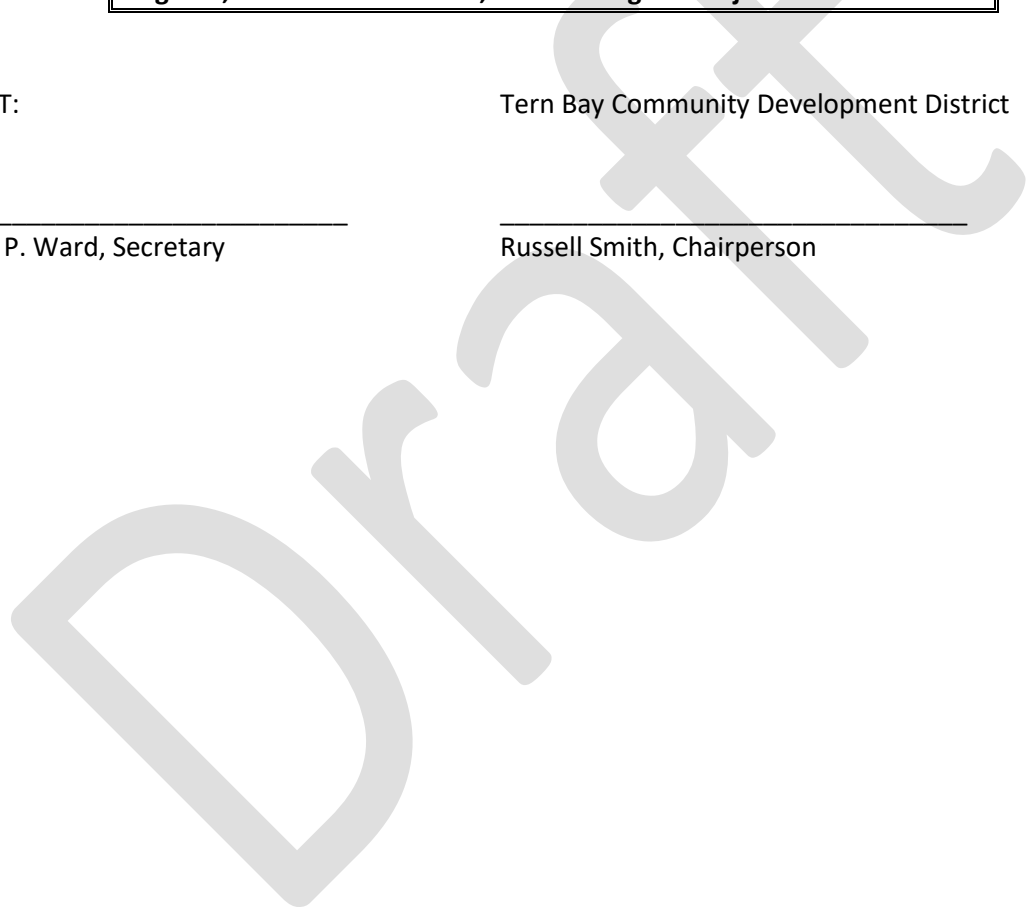 T:
Tern Bay Community Development District
P. Ward, Secretary
Russell Smith, Chairperson
Draft